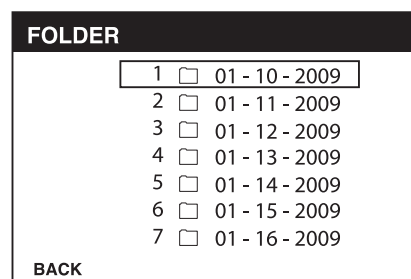 FOLDER
1 01 - 10 - 2009
2 01 - 11 - 2009
3 01 - 12 - 2009
4 01 - 13 - 2009
5 01 - 14 - 2009
6 01 - 15 - 2009
7 01 - 16 - 2009
BACK